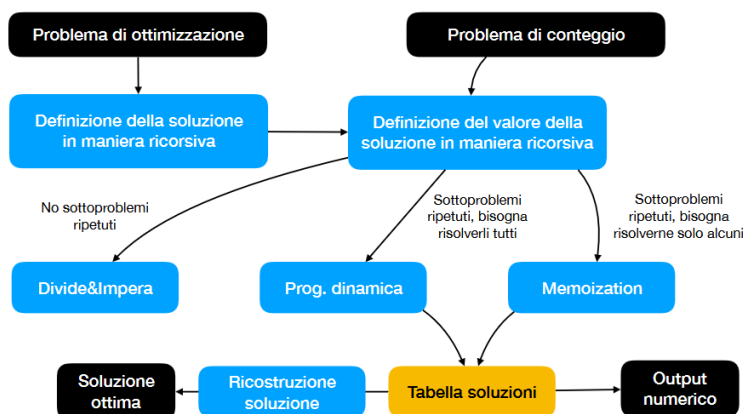 Problema di ottimizzazione
Problema di conteggio
Definizione della soluzione
in maniera ricorsiva
Definizione del valore della
soluzione in maniera ricorsiva
No sottoproblemi
ripetuti
Sottoproblemi
ripetuti, bisogna
risolverli tutti
Sottoproblemi
ripetuti, bisogna
risolverne solo alcuni
Divide&Impera
Prog. dinamica
Memoization
Soluzione
ottima
Ricostruzione
soluzione
Tabella soluzioni
Output
numerico